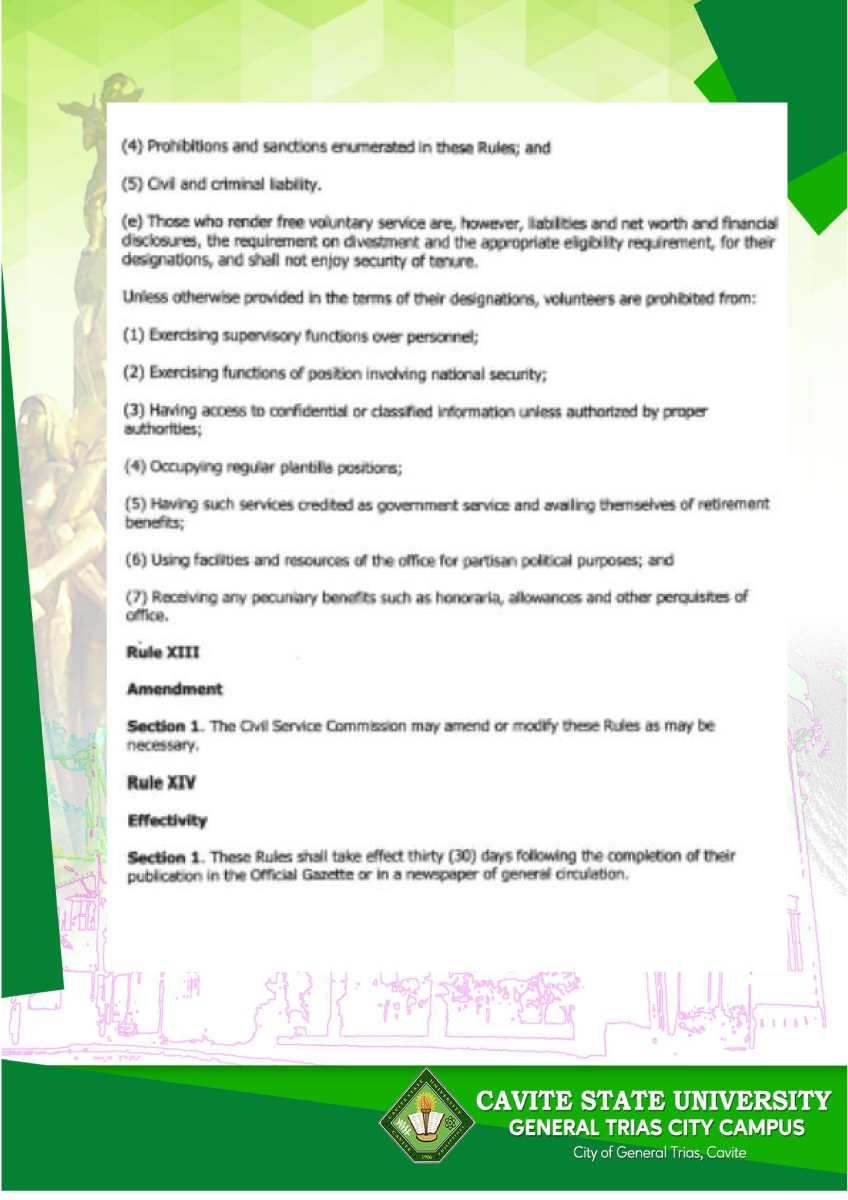 (4) Prohibitions and sanctions enumerated in these Rules; and
(5) Civil and criminal liability.
(e) Those who render free voluntary service are, however, liabilities and net worth and financial
disclosures, the requirement on divestment and the appropriate eligibility requirement, for their
designations, and shall not enjoy security of tenure.
Unless otherwise provided in the terms of their designations, volunteers are prohibited from:
(1) Exercising supervisory functions over personnel;
(2) Exercising functions of position involving national security;
(3) Having access to confidential or classified information unless authorized by proper
authorities;
(4) Occupying regular plantilla positions;
(5) Having such services credited as government service and availing themselves of retirement
benefits;
(6) Using facilities and resources of the office for partisan political purposes; and
(7) Receiving any pecuniary benefits such as honoraria, allowances and other perquisites of
office.
Rule XIII
Amendment
Section 1. The Civil Service Commission may amend or modify these Rules as may be
necessary.
Rule XIV
Effectivity
Section 1. These Rules shall take effect thirty (30) days following the completion of their
publication in the Official Gazette or in a newspaper of general circulation.
CAVITE STATE UNIVERSITY
GENERAL TRIAS CITY CAMPUS
City of General Trias, Cavite
CAVITE STATE UNIVERSITY
CAVITE
PHILIPPINES
1906